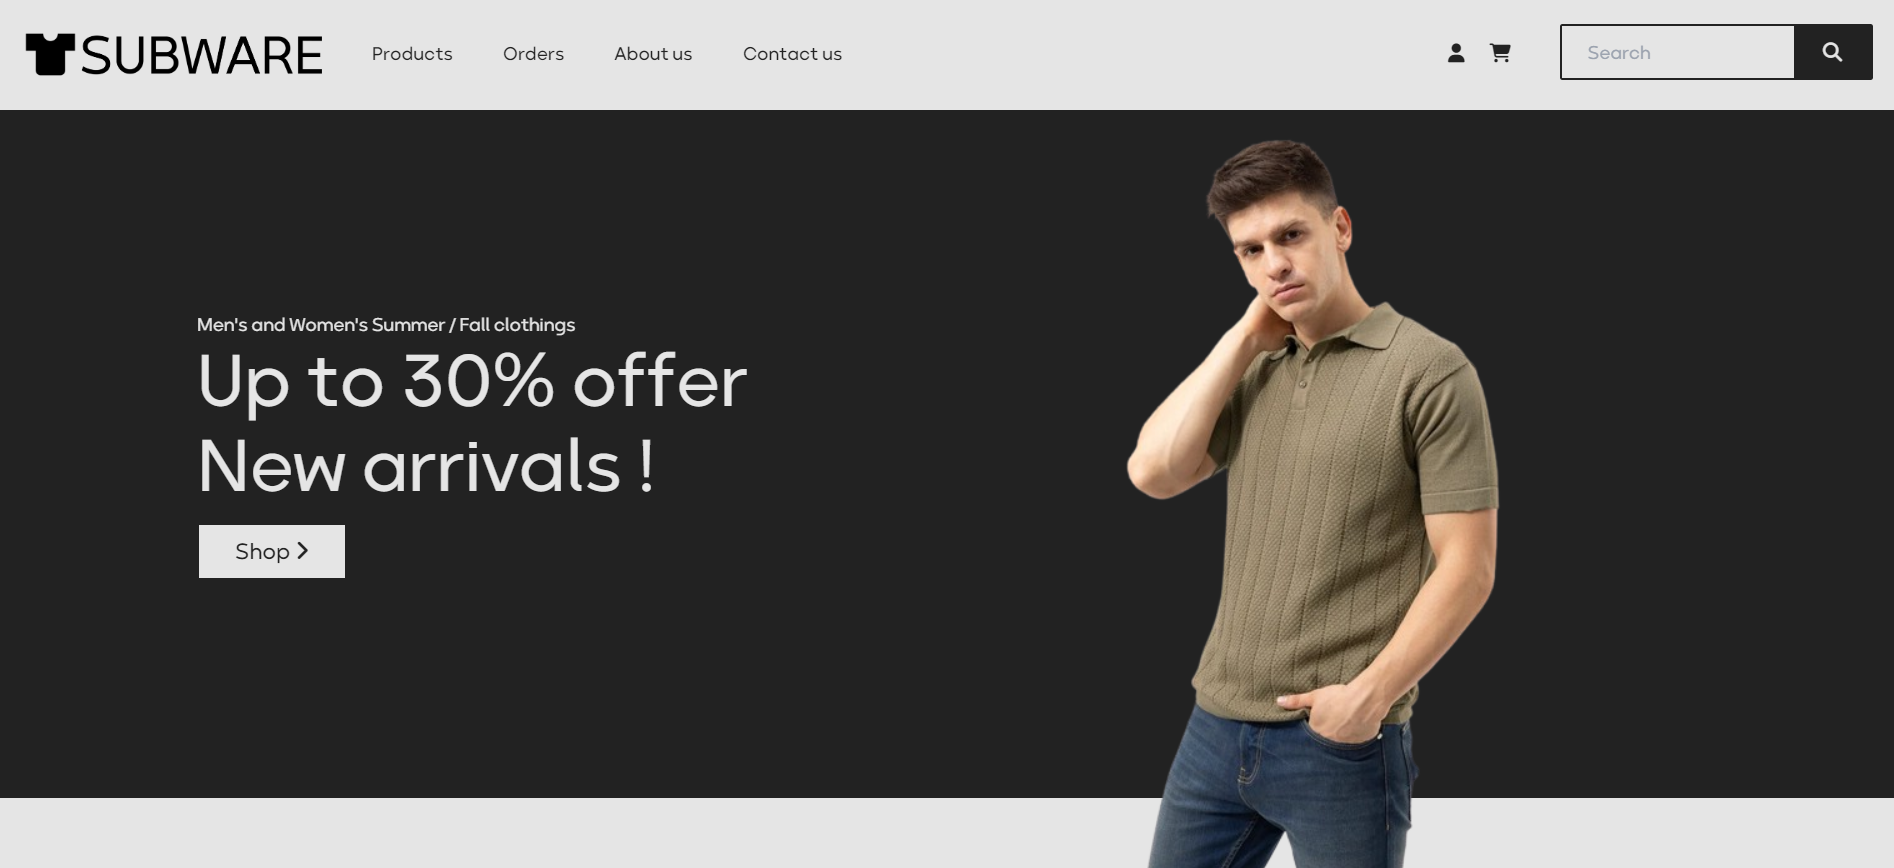 SUBWARE
Products
Orders
About us
Contact us
Search
Men's and Women's Summer / Fall clothings
Up to 30% offer
New arrivals !
Shop